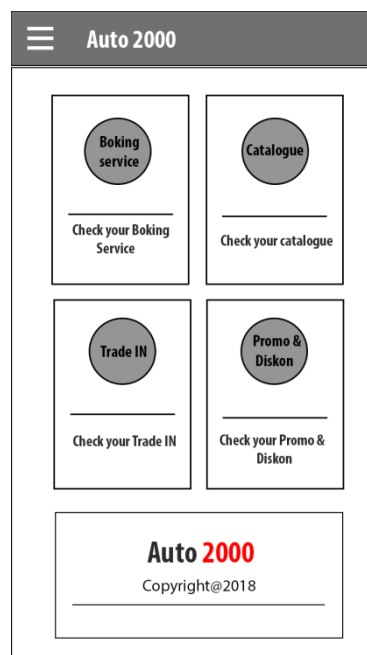 Auto 2000
Boking
service
Check your Boking
Service
Catalogue
Check your catalogue
Trade IN
Check your Trade IN
Promo &
Diskon
Check your Promo &
Diskon
Auto 2000
Copyright@2018